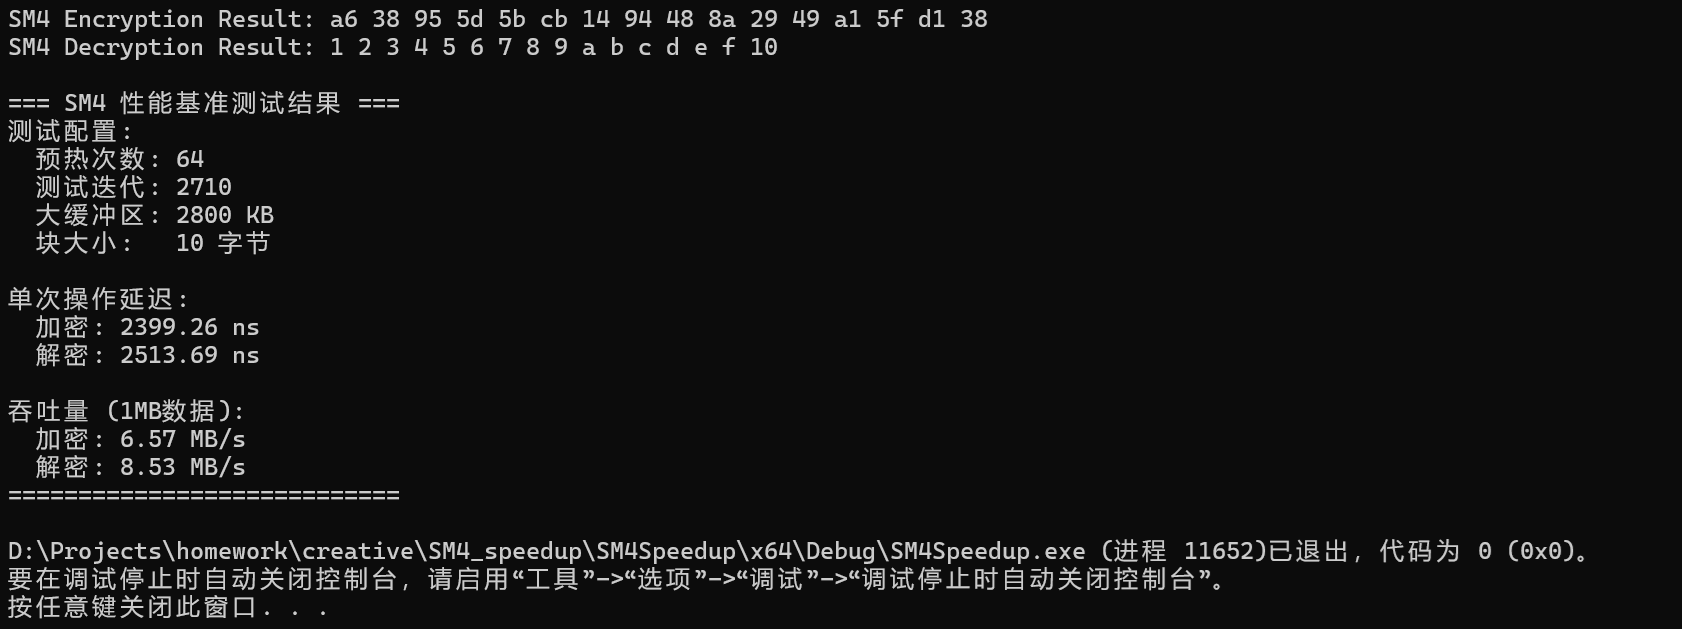 SM4 Encryption Result: a6 38 95 5d 5b cb 14 94 48 8a 29 49 a1 5f d1 38
SM4 Decryption Result: 1 2 3 4 5 6 7 8 9 a b c d e f 10
=== SM4 性能基准测试结果 ===
测试配置:
预热次数: 64
测试迭代: 2710
大缓冲区: 2800 KB
块大小: 10 字节
单次操作延迟:
加密: 2399.26 ns
解密: 2513.69 ns
吞吐量 (1MB数据):
加密: 6.57 MB/s
解密: 8.53 MB/s
============================
D:\Projects\homework\creative\SM4_speedup\SM4Speedup\x64\Debug\SM4Speedup.exe (进程 11652)已退出，代码为 0 (0x0)。
要在调试停止时自动关闭控制台，请启用“工具”->“选项”->“调试”->“调试停止时自动关闭控制台”。
按任意键关闭此窗口. . .